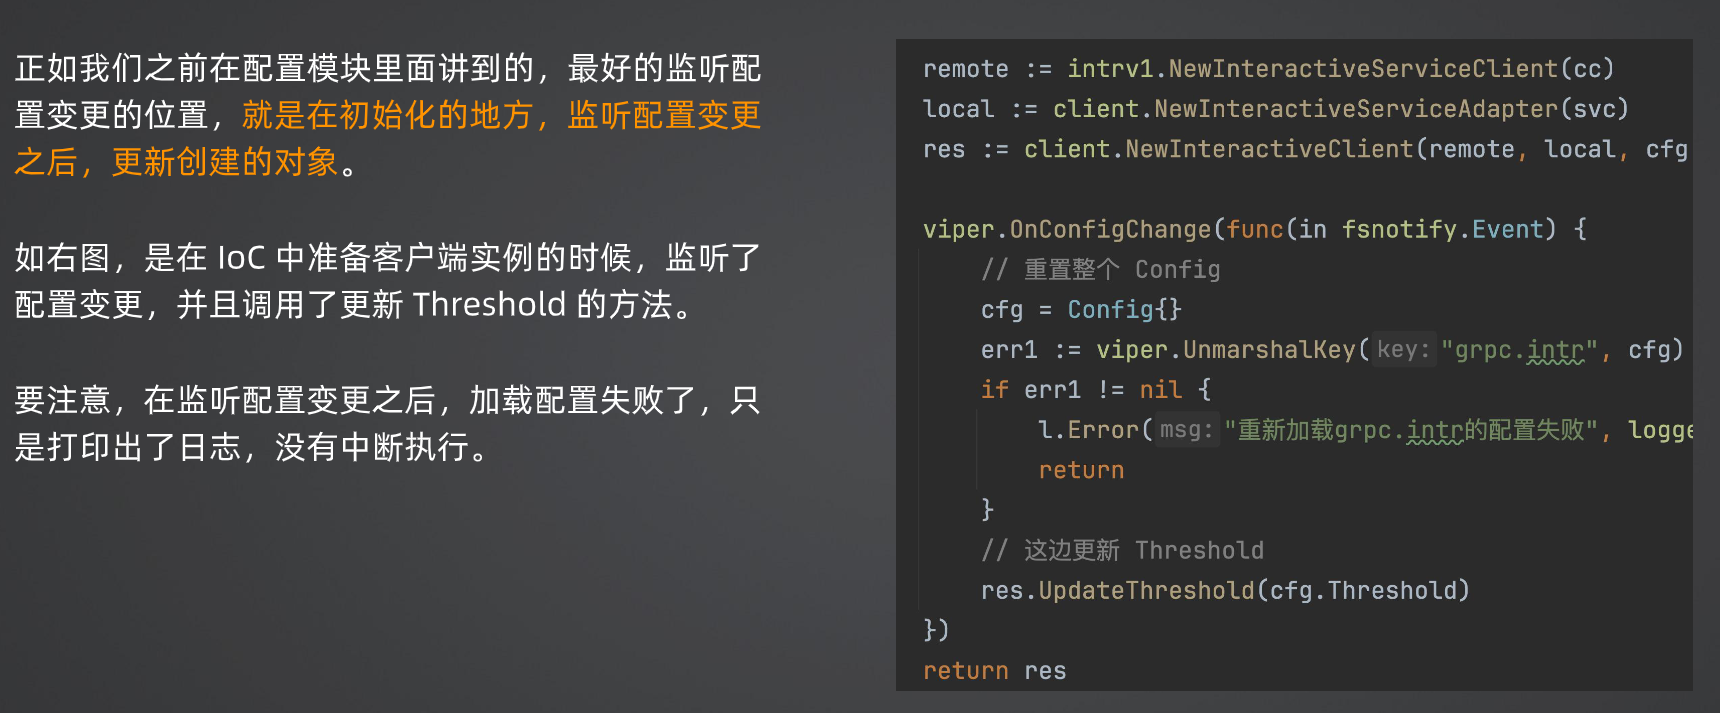 正如我们之前在配置模块里面讲到的，最好的监听配
置变更的位置，就是在初始化的地方，监听配置变更
之后，更新创建的对象。
如右图，是在 IoC 中准备客户端实例的时候，监听了
配置变更，并且调用了更新 Threshold 的方法。
要注意，在监听配置变更之后，加载配置失败了，只
是打印出了日志，没有中断执行。
remote := intrv1.NewInteractiveServiceClient(cc)
local := client.NewInteractiveServiceAdapter(svc)
res := client.NewInteractiveClient(remote, local, cfg
viper.OnConfigChange(func(in fsnotify.Event) {
// 重置整个 Config
cfg = Config{}
err1 := viper.UnmarshalKey( key: "grpc.intr", cfg)
if err1 != nil {
l.Error( msg: "重新加载grpc.intr的配置失败", logge
return
}
// 这边更新 Threshold
res.UpdateThreshold(cfg.Threshold)
})
return res